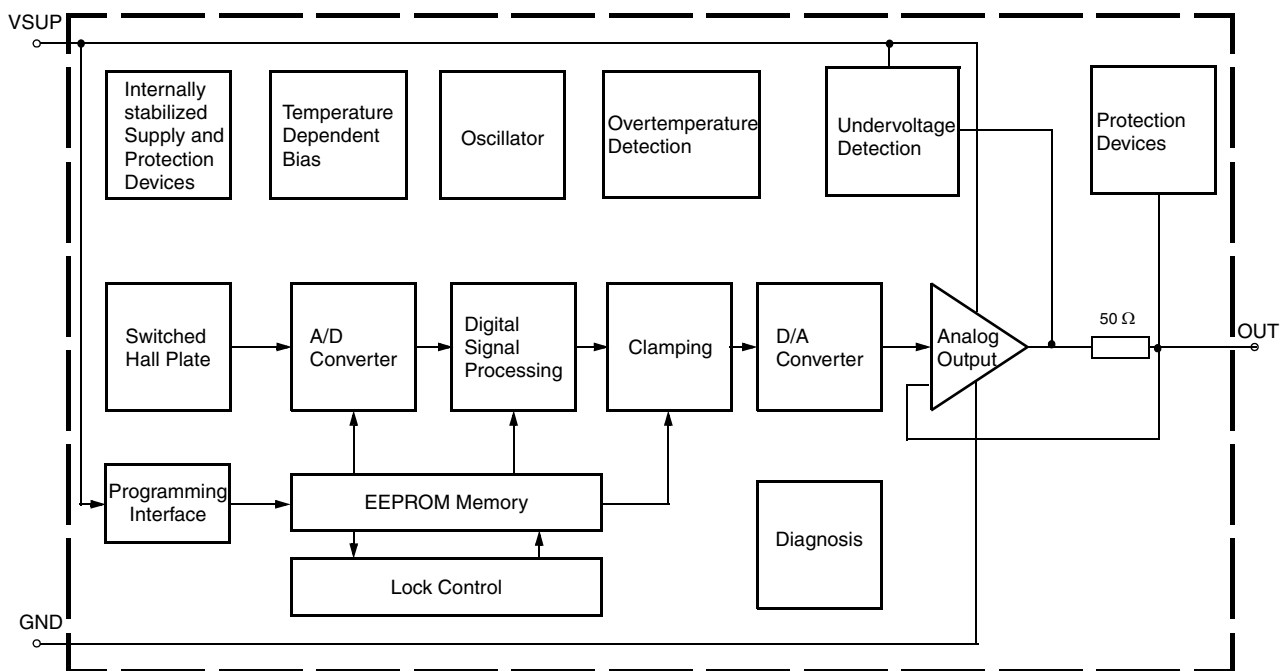 VSUP
Internally
stabilized
Supply and
Protection
Devices
Temperature
Dependent
Bias
Oscillator
Overtemperature
Detection
Undervoltage
Detection
Protection
Devices
Switched
Hall Plate
A/D
Converter
Digital
Signal
Processing
Clamping
D/A
Converter
Analog
Output
50 Ω
OUT
Programming
Interface
EEPROM Memory
Lock Control
Diagnosis
GND